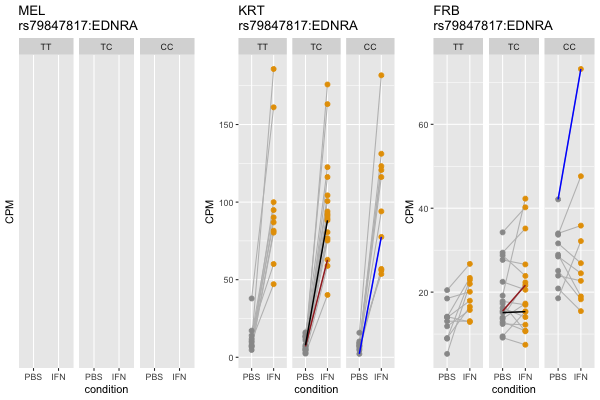 MEL
rs79847817:EDNRA
TT TC CC
CPM
PBS IFN PBS IFN PBS IFN
condition
KRT
rs79847817:EDNRA
TT TC CC
CPM
150
100
50
0
PBS IFN PBS IFN PBS IFN
condition
FRB
rs79847817:EDNRA
TT TC CC
CPM
60
40
20
PBS IFN PBS IFN PBS IFN
condition